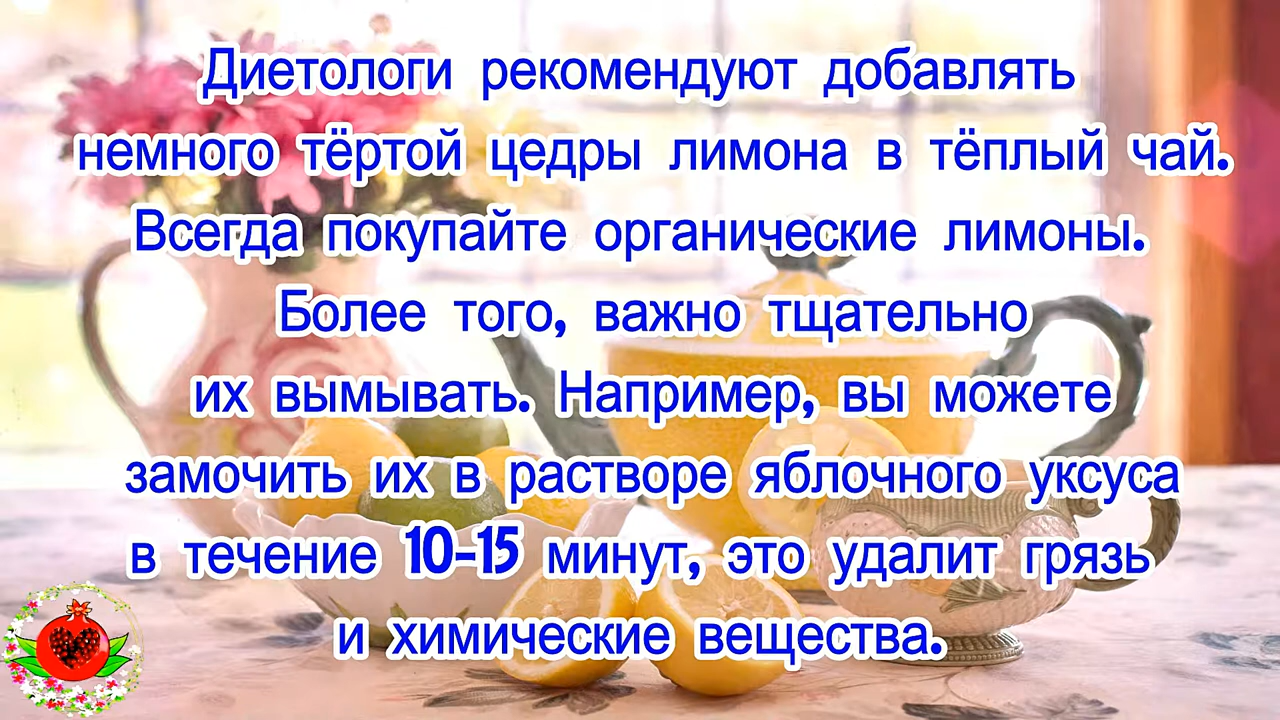 Диетологи рекомендуют добавлять
немного тёртой цедры лимона в тёплый чай.
Всегда покупайте органические лимоны.
Более того, важно тщательно
их вымывать. Например, вы можете
замочить их в растворе яблочного уксуса
в течение 10-15 минут, это удалит грязь
и химические вещества.